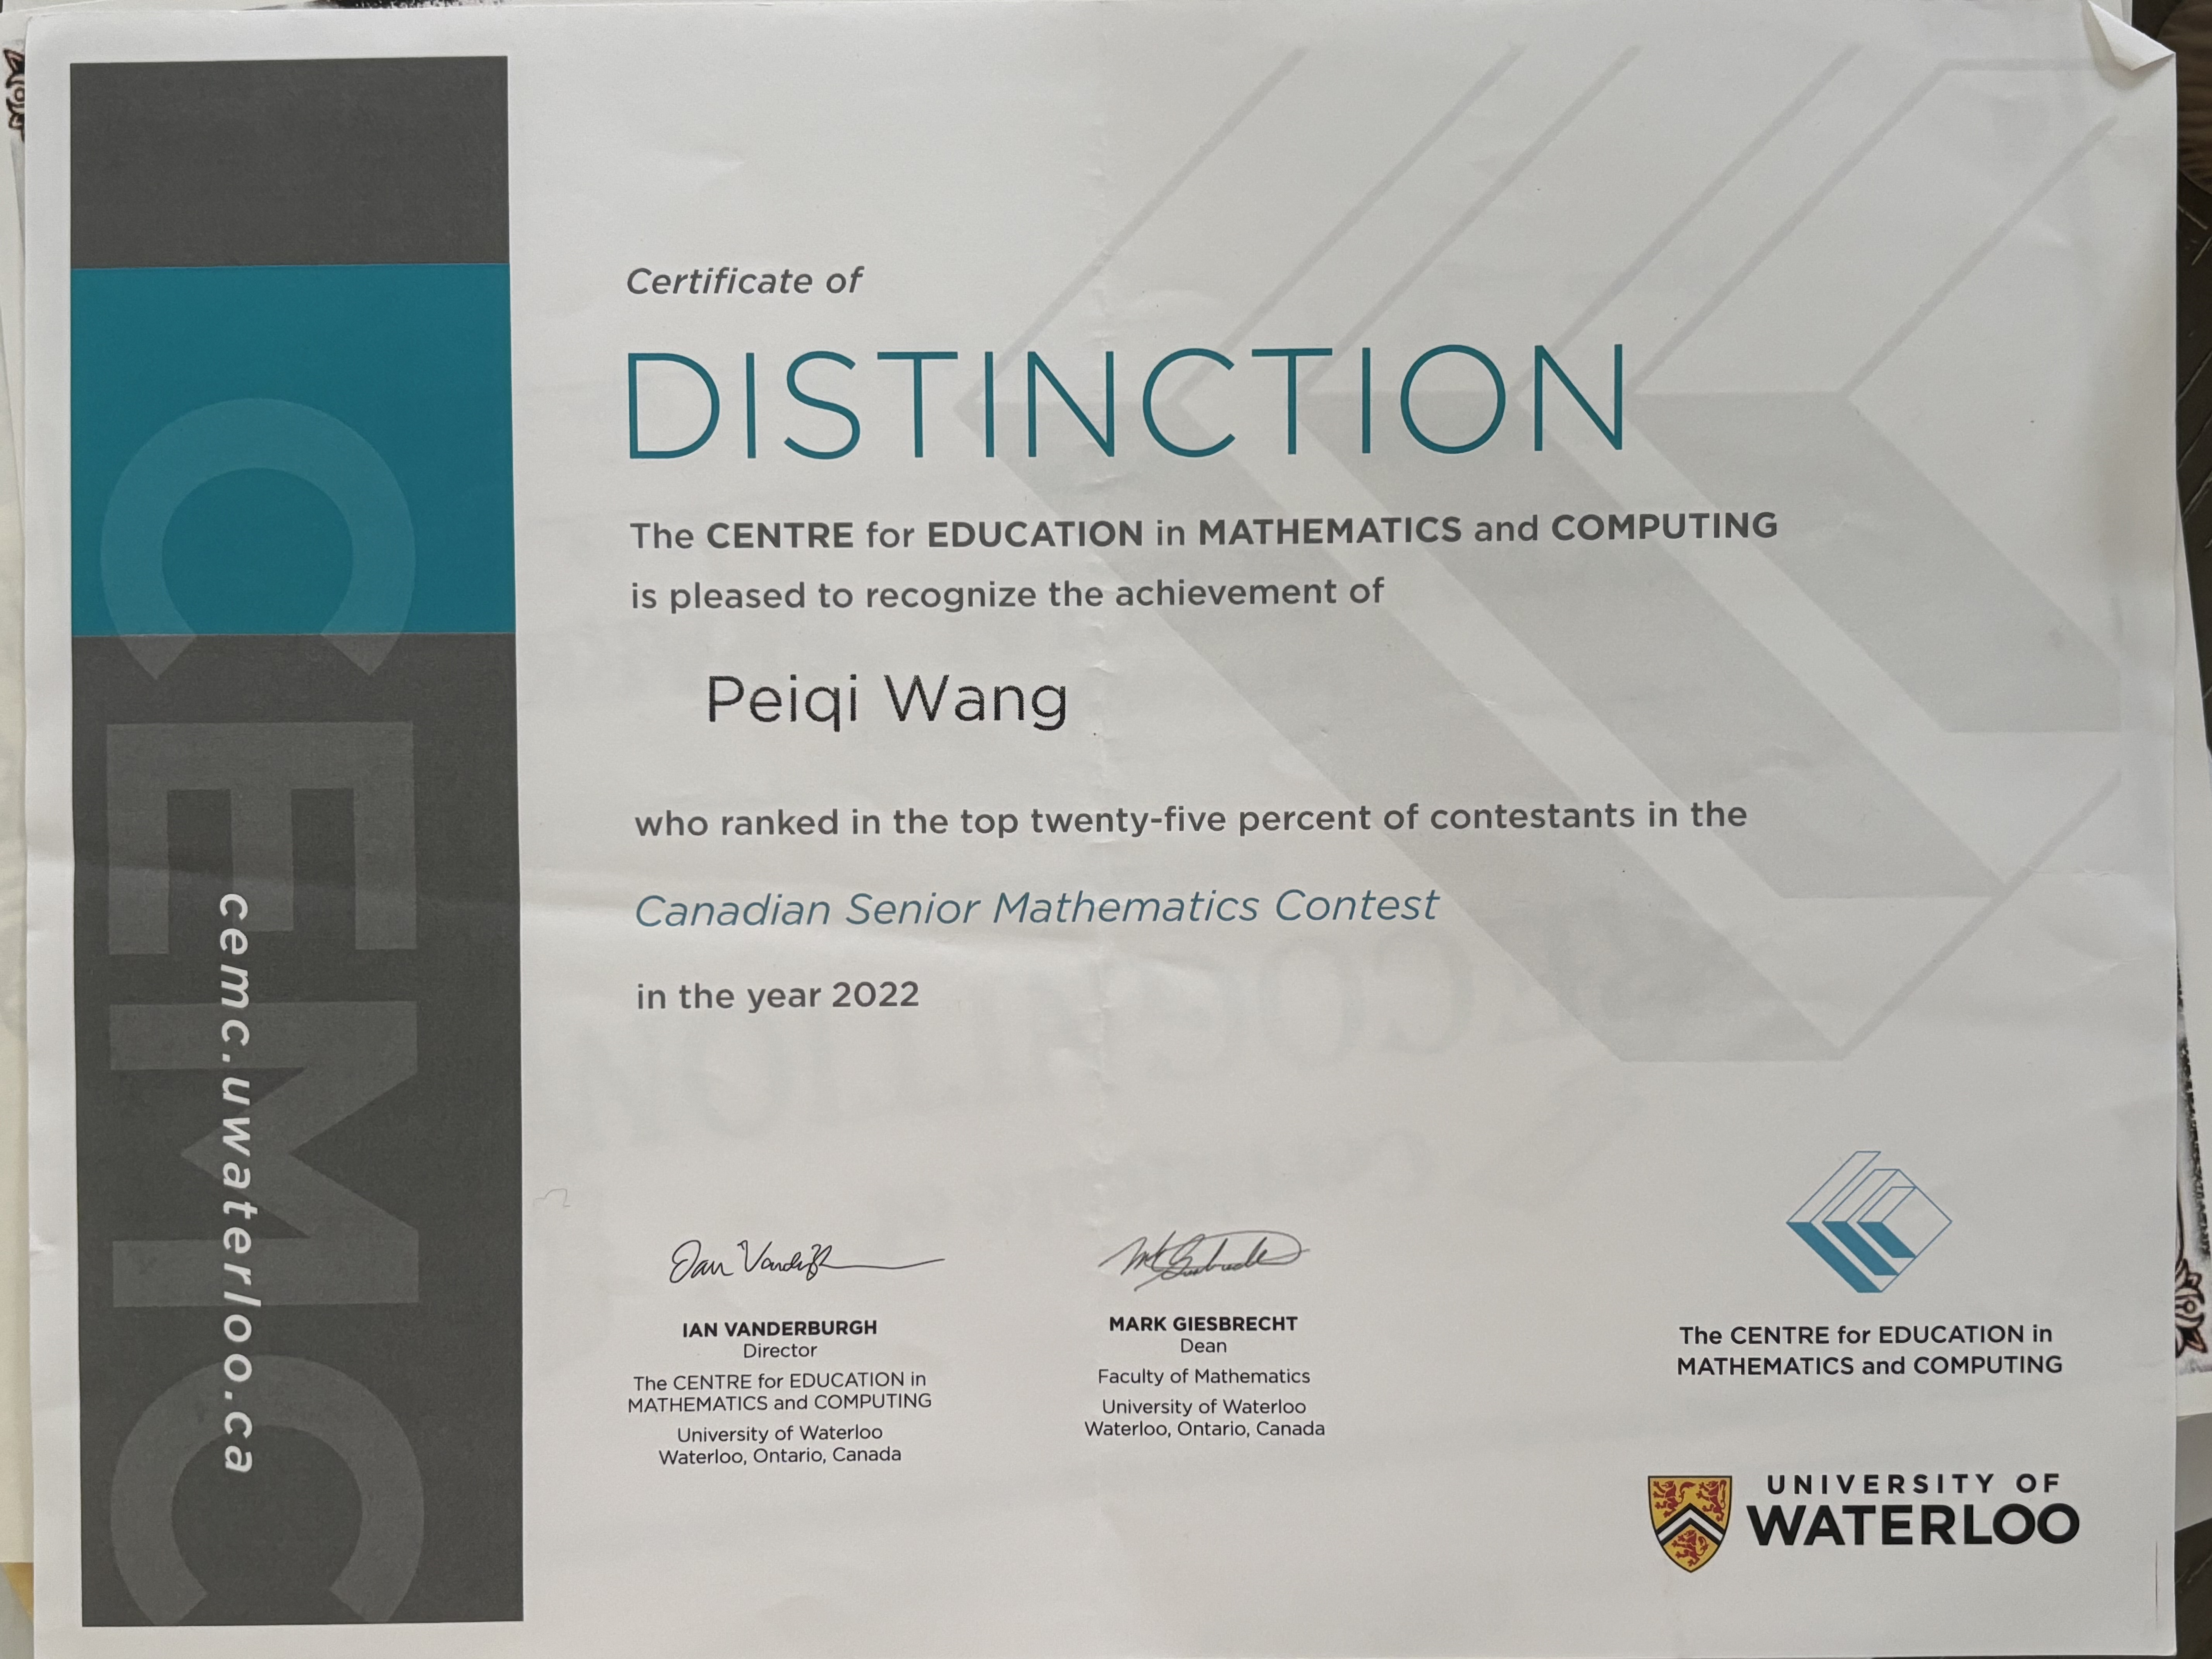 CEMC
cemc.uwaterloo.ca
Certificate of
DISTINCTION
The CENTRE for EDUCATION in MATHEMATICS and COMPUTING
is pleased to recognize the achievement of
Peiqi Wang
who ranked in the top twenty-five percent of contestants in the
Canadian Senior Mathematics Contest
in the year 2022
IAN VANDERBURGH
Director
The CENTRE for EDUCATION in
MATHEMATICS and COMPUTING
University of Waterloo
Waterloo, Ontario, Canada
MARK GIESBRECHT
Dean
Faculty of Mathematics
University of Waterloo
Waterloo, Ontario, Canada
The CENTRE for EDUCATION in
MATHEMATICS and COMPUTING
UNIVERSITY OF
WATERLOO